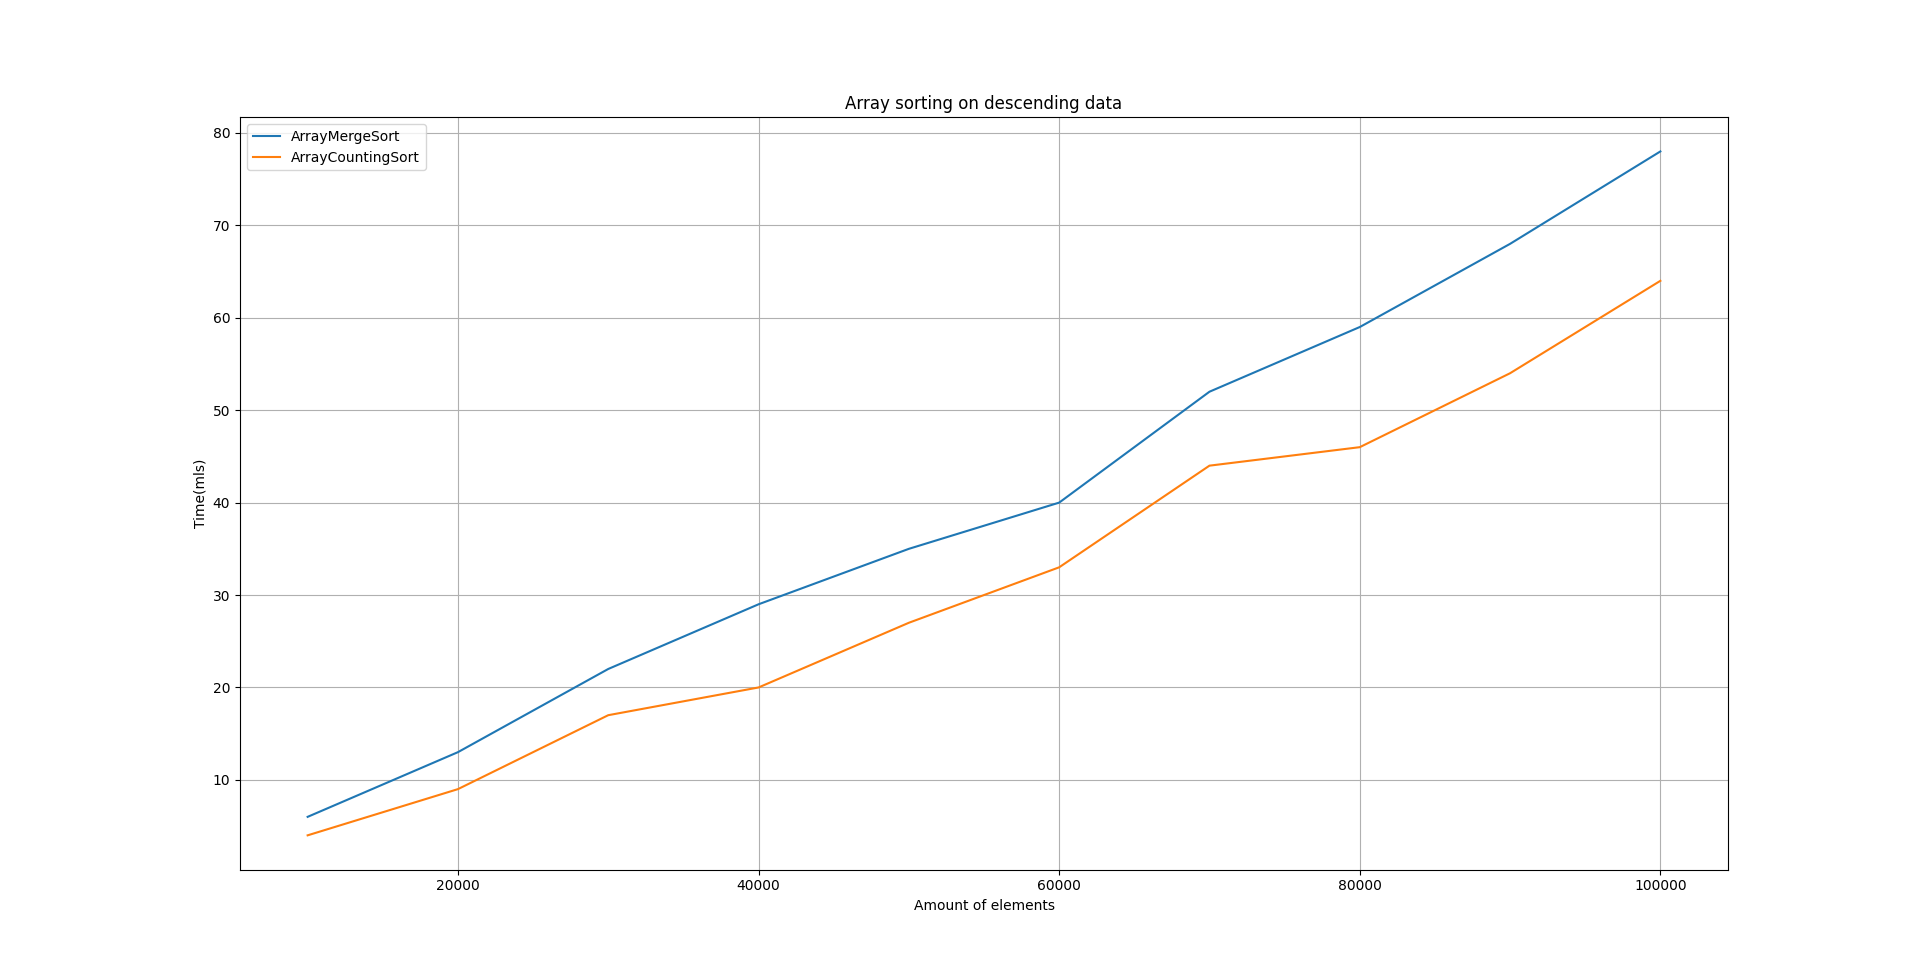 Array sorting on descending data
ArrayMergeSort
ArrayCountingSort
80
70
60
50
40
30
20
10
Time(mls)
20000 40000 60000 80000 100000
Amount of elements